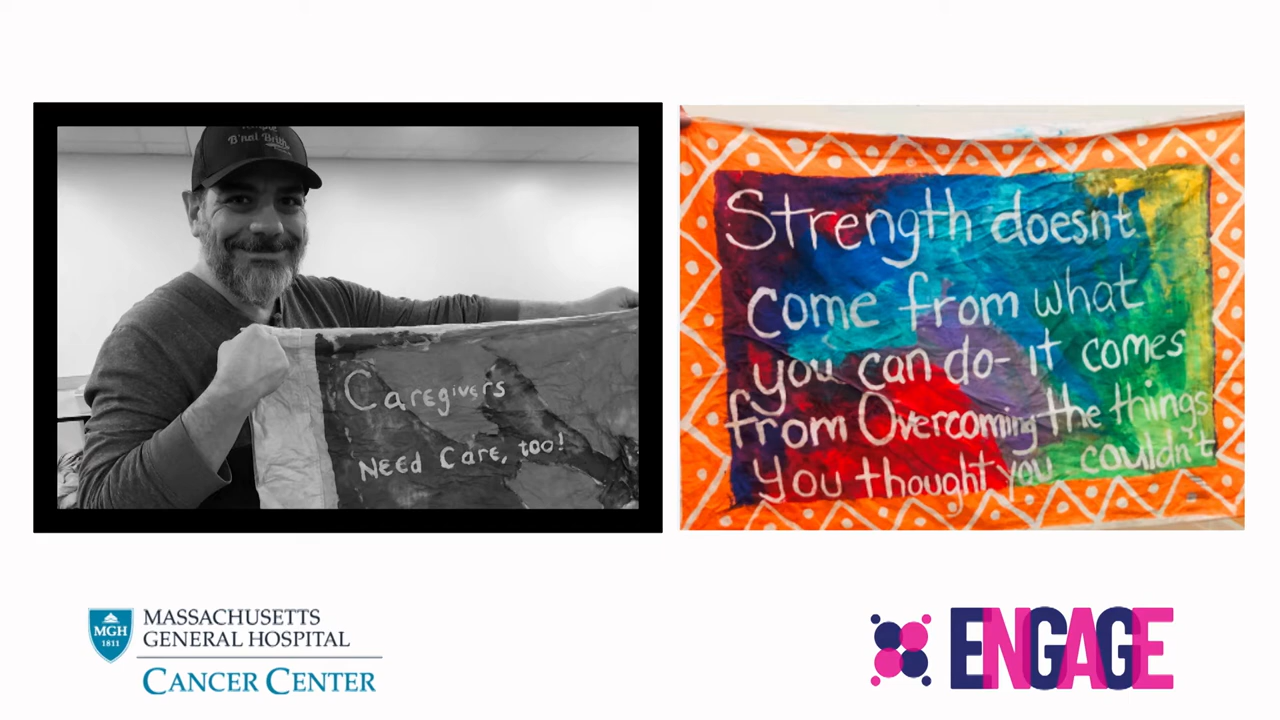 B'nai Brith
Caregivers
Need Care, too!
Strength doesn't
come from what
you can do- it comes
from Overcoming the things
you thought you couldn't
MGH
1811
MASSACHUSETTS
GENERAL HOSPITAL
CANCER CENTER
ENGAGE